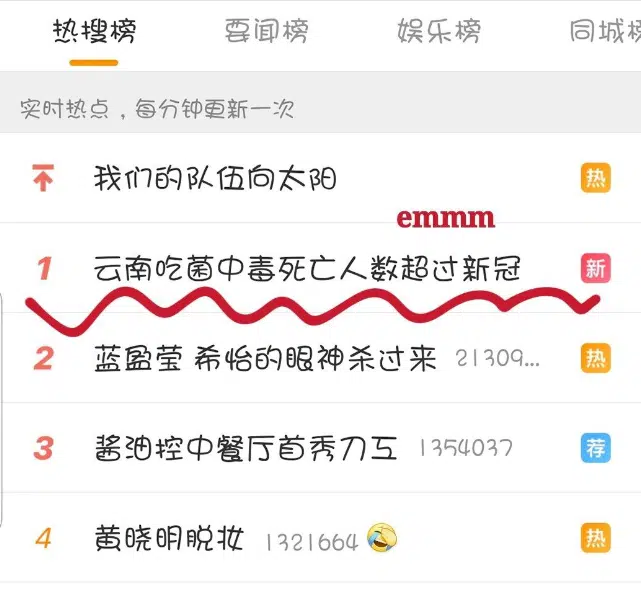 热搜榜 要闻榜 娱乐榜 同城榜
实时热点，每分钟更新一次
我们的队伍向太阳 热
emmm
1 云南吃菌中毒死亡人数超过新冠 新
2 蓝盈莹 希怡的眼神杀过来 21309... 热
3 酱油控中餐厅首秀刀工 1354037 荐
4 黄晓明脱妆 1321664 热